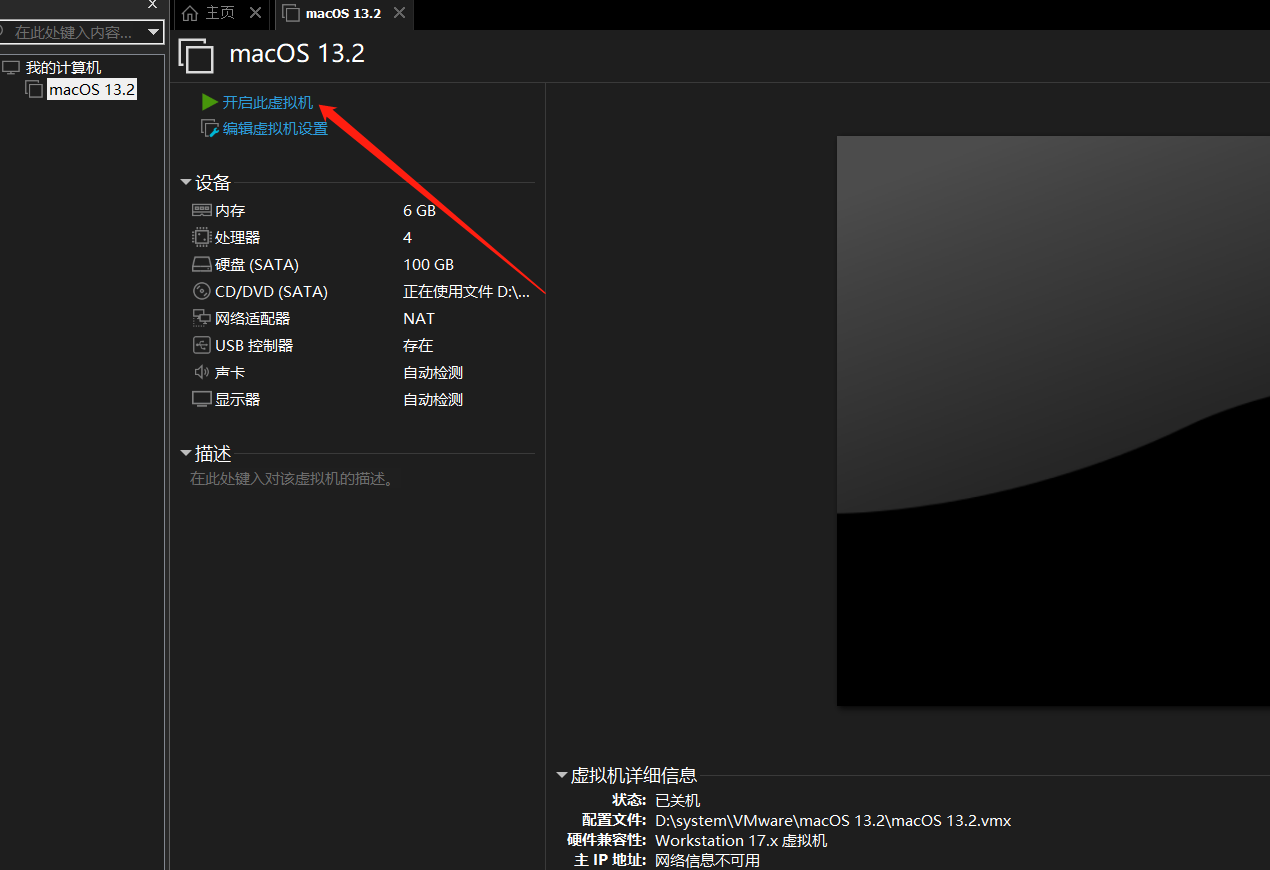 主页
macOS 13.2
在此处键入内容...
我的计算机
macOS 13.2
macOS 13.2
开启此虚拟机
编辑虚拟机设置
设备
内存 6 GB
处理器 4
硬盘 (SATA) 100 GB
CD/DVD (SATA) 正在使用文件 D:\...
网络适配器 NAT
USB 控制器 存在
声卡 自动检测
显示器 自动检测
描述
在此处键入对该虚拟机的描述。
虚拟机详细信息
状态: 已关机
配置文件: D:\system\VMware\macOS 13.2\macOS 13.2.vmx
硬件兼容性: Workstation 17.x 虚拟机
主 IP 地址: 网络信息不可用